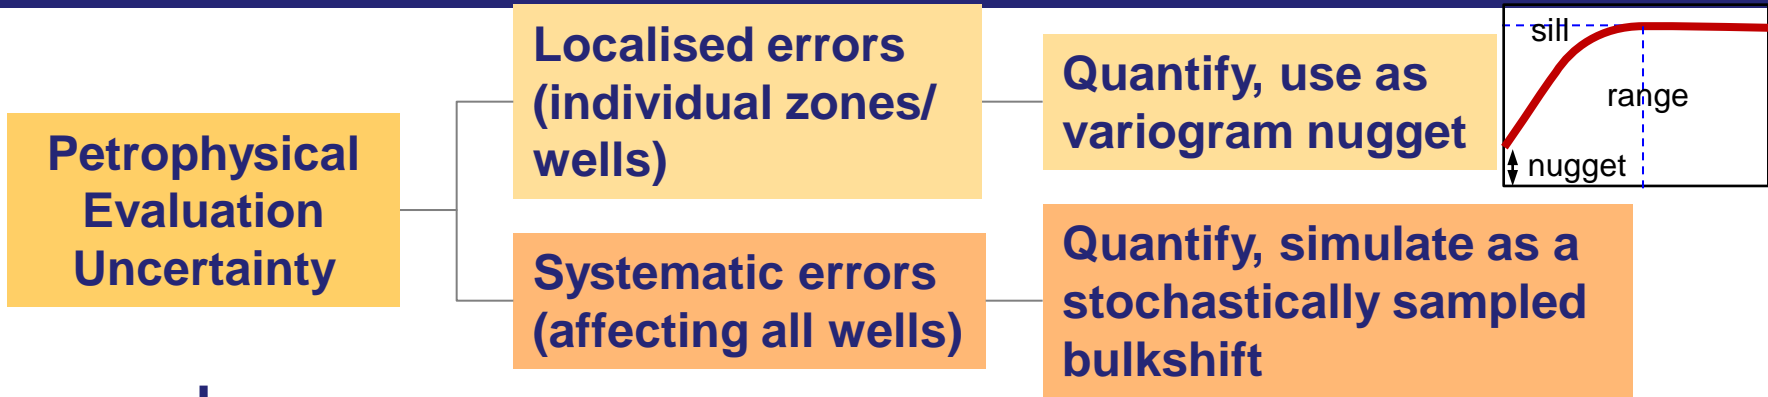 Petrophysical
Evaluation
Uncertainty
Localised errors
(individual zones/
wells)
Quantify, use as
variogram nugget
sill
range
nugget
Systematic errors
(affecting all wells)
Quantify, simulate as a
stochastically sampled
bulkshift